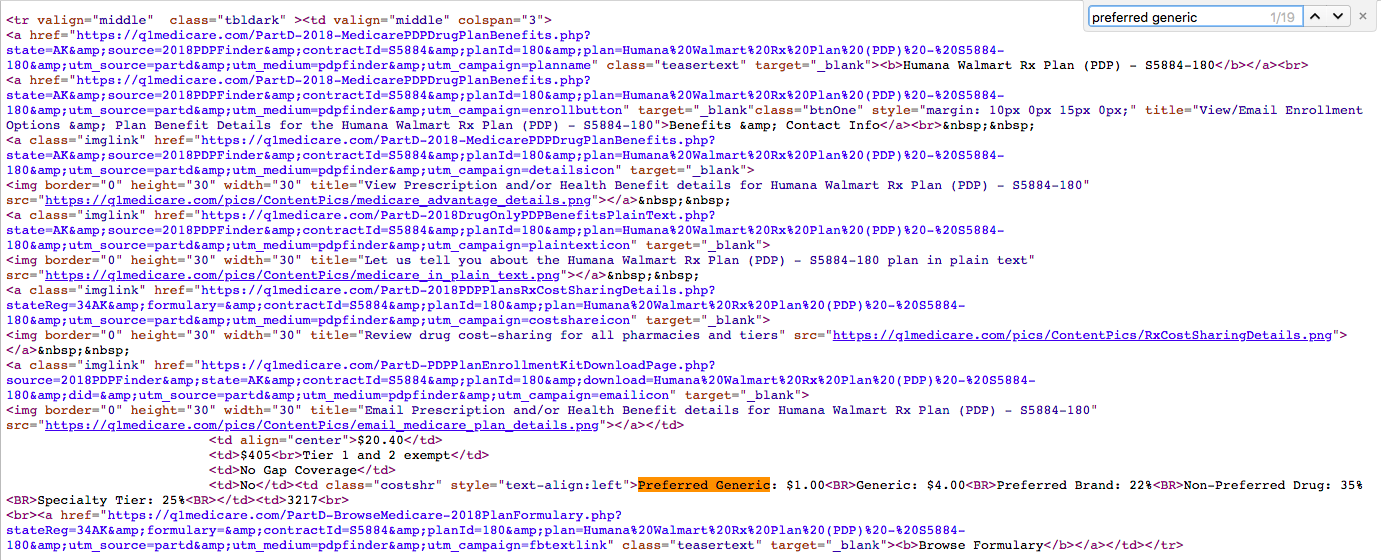 preferred generic 1/19
<tr valign="middle"  class="tbldark" ><td valign="middle" colspan="3">
<a href="https://q1medicare.com/PartD-2018-MedicarePDPDrugPlanBenefits.php?
state=AK&amp;source=2018PDPFinder&amp;contractId=S5884&amp;planId=180&amp;plan=Humana%20Walmart%20Rx%20Plan%20(PDP)%20-%20S5884-
180&amp;utm_source=partd&amp;utm_medium=pdpfinder&amp;utm_campaign=planname" class="teasertext" target="_blank"><b>Humana Walmart Rx Plan (PDP) - S5884-180</b></a><br>
<a href="https://q1medicare.com/PartD-2018-MedicarePDPDrugPlanBenefits.php?
state=AK&amp;source=2018PDPFinder&amp;contractId=S5884&amp;planId=180&amp;plan=Humana%20Walmart%20Rx%20Plan%20(PDP)%20-%20S5884-
180&amp;utm_source=partd&amp;utm_medium=pdpfinder&amp;utm_campaign=enrollbutton" target="_blank"class="btnOne" style="margin: 10px 0px 15px 0px;" title="View/Email Enrollment
Options &amp; Plan Benefit Details for the Humana Walmart Rx Plan (PDP) - S5884-180">Benefits &amp; Contact Info</a><br>&nbsp;&nbsp;
<a class="imglink" href="https://q1medicare.com/PartD-2018-MedicarePDPDrugPlanBenefits.php?
state=AK&amp;source=2018PDPFinder&amp;contractId=S5884&amp;planId=180&amp;plan=Humana%20Walmart%20Rx%20Plan%20(PDP)%20-%20S5884-
180&amp;utm_source=partd&amp;utm_medium=pdpfinder&amp;utm_campaign=detailsicon" target="_blank">
<img border="0" height="30" width="30" title="View Prescription and/or Health Benefit details for Humana Walmart Rx Plan (PDP) - S5884-180"
src="https://q1medicare.com/pics/ContentPics/medicare_advantage_details.png"></a>&nbsp;&nbsp;
<a class="imglink" href="https://q1medicare.com/PartD-2018DrugOnlyPDPBenefitsPlainText.php?
state=AK&amp;source=2018PDPFinder&amp;contractId=S5884&amp;planId=180&amp;plan=Humana%20Walmart%20Rx%20Plan%20(PDP)%20-%20S5884-
180&amp;utm_source=partd&amp;utm_medium=pdpfinder&amp;utm_campaign=plaintexticon" target="_blank">
<img border="0" height="30" width="30" title="Let us tell you about the Humana Walmart Rx Plan (PDP) - S5884-180 plan in plain text"
src="https://q1medicare.com/pics/ContentPics/medicare_in_plain_text.png"></a>&nbsp;&nbsp;
<a class="imglink" href="https://q1medicare.com/PartD-2018PDPPlansRxCostSharingDetails.php?
stateReg=34AK&amp;formulary=&amp;contractId=S5884&amp;planId=180&amp;plan=Humana%20Walmart%20Rx%20Plan%20(PDP)%20-%20S5884-
180&amp;utm_source=partd&amp;utm_medium=pdpfinder&amp;utm_campaign=costshareicon" target="_blank">
<img border="0" height="30" width="30" title="Review drug cost-sharing for all pharmacies and tiers" src="https://q1medicare.com/pics/ContentPics/RxCostSharingDetails.png">
</a>&nbsp;&nbsp;
<a class="imglink" href="https://q1medicare.com/PartD-PDPPlanEnrollmentKitDownloadPage.php?
source=2018PDPFinder&amp;state=AK&amp;contractId=S5884&amp;planId=180&amp;download=Humana%20Walmart%20Rx%20Plan%20(PDP)%20-%20S5884-
180&amp;did=&amp;utm_source=partd&amp;utm_medium=pdpfinder&amp;utm_campaign=emailicon" target="_blank">
<img border="0" height="30" width="30" title="Email Prescription and/or Health Benefit details for Humana Walmart Rx Plan (PDP) - S5884-180"
src="https://q1medicare.com/pics/ContentPics/email_medicare_plan_details.png"></a></td>
<td align="center">$20.40</td>
<td>$405<br>Tier 1 and 2 exempt</td>
<td>No Gap Coverage</td>
<td>No</td><td class="costshr" style="text-align:left">Preferred Generic: $1.00<BR>Generic: $4.00<BR>Preferred Brand: 22%<BR>Non-Preferred Drug: 35%
<BR>Specialty Tier: 25%<BR></td><td>3217<br>
<br><a href="https://q1medicare.com/PartD-BrowseMedicare-2018PlanFormulary.php?
stateReg=34AK&amp;formulary=&amp;contractId=S5884&amp;planId=180&amp;plan=Humana%20Walmart%20Rx%20Plan%20(PDP)%20-%20S5884-
180&amp;utm_source=partd&amp;utm_medium=pdpfinder&amp;utm_campaign=fbtextlink" class="teasertext" target="_blank"><b>Browse Formulary</b></a></td></tr>